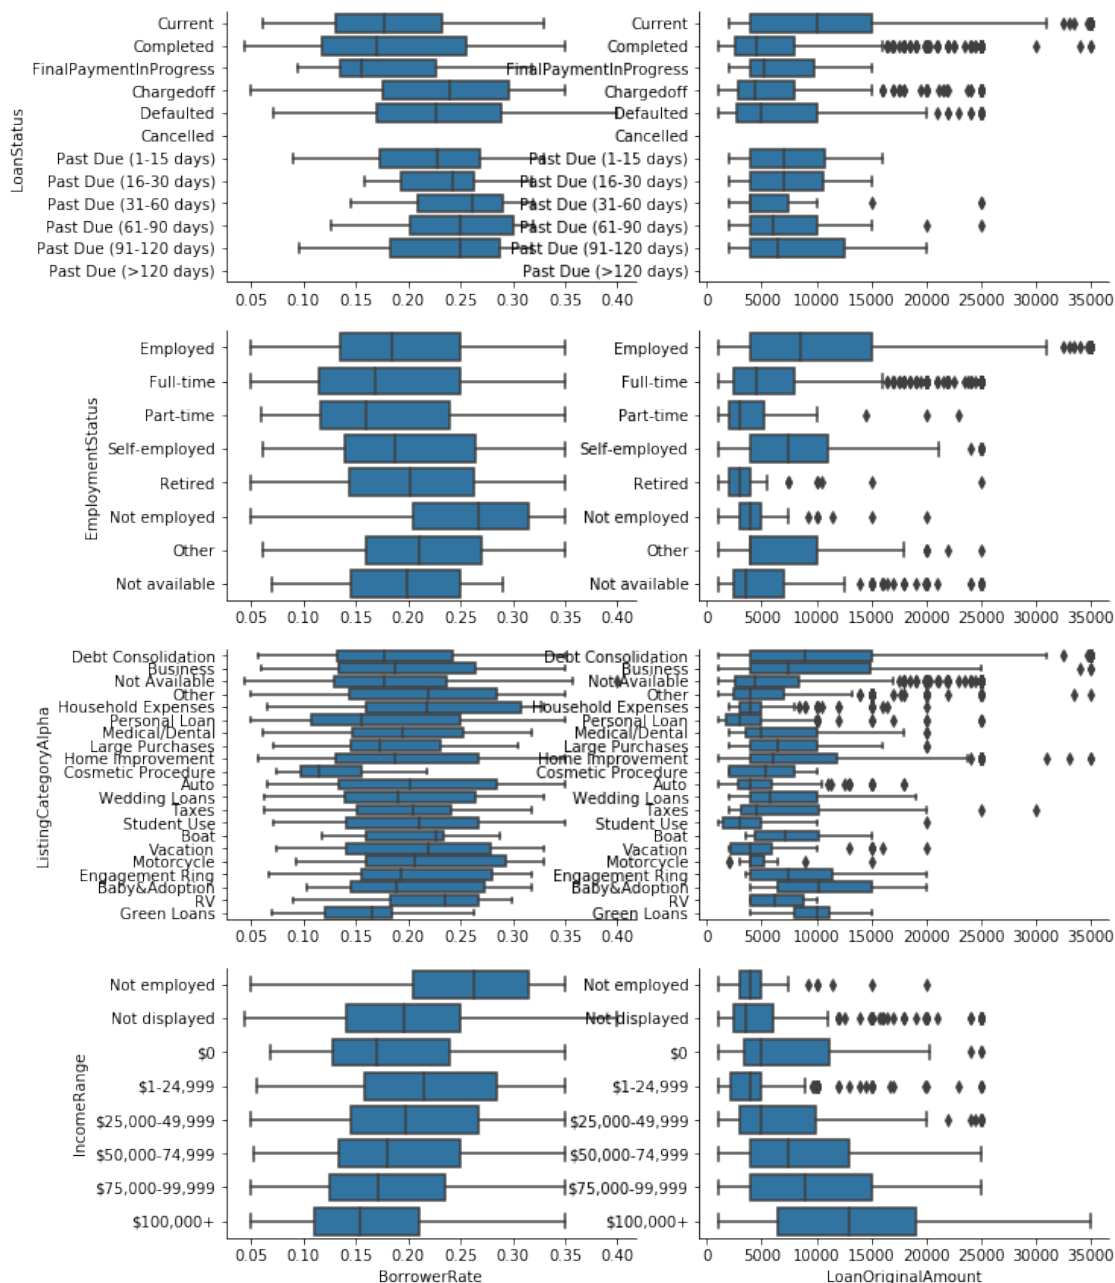 LoanStatus
Current
Completed
FinalPaymentInProgress
Chargedoff
Defaulted
Cancelled
Past Due (1-15 days)
Past Due (16-30 days)
Past Due (31-60 days)
Past Due (61-90 days)
Past Due (91-120 days)
Past Due (>120 days)
0.05 0.10 0.15 0.20 0.25 0.30 0.35 0.40
Current
Completed
FinalPaymentInProgress
Chargedoff
Defaulted
Cancelled
Past Due (1-15 days)
Past Due (16-30 days)
Past Due (31-60 days)
Past Due (61-90 days)
Past Due (91-120 days)
Past Due (>120 days)
0 5000 10000 15000 20000 25000 30000 35000
EmploymentStatus
Employed
Full-time
Part-time
Self-employed
Retired
Not employed
Other
Not available
0.05 0.10 0.15 0.20 0.25 0.30 0.35 0.40
Employed
Full-time
Part-time
Self-employed
Retired
Not employed
Other
Not available
0 5000 10000 15000 20000 25000 30000 35000
ListingCategoryAlpha
Debt Consolidation
Business
Not Available
Other
Household Expenses
Personal Loan
Medical/Dental
Large Purchases
Home Improvement
Cosmetic Procedure
Auto
Wedding Loans
Taxes
Student Use
Boat
Vacation
Motorcycle
Engagement Ring
Baby&Adoption
RV
Green Loans
0.05 0.10 0.15 0.20 0.25 0.30 0.35 0.40
Debt Consolidation
Business
Not Available
Other
Household Expenses
Personal Loan
Medical/Dental
Large Purchases
Home Improvement
Cosmetic Procedure
Auto
Wedding Loans
Taxes
Student Use
Boat
Vacation
Motorcycle
Engagement Ring
Baby&Adoption
RV
Green Loans
0 5000 10000 15000 20000 25000 30000 35000
IncomeRange
Not employed
Not displayed
$0
$1-24,999
$25,000-49,999
$50,000-74,999
$75,000-99,999
$100,000+
0.05 0.10 0.15 0.20 0.25 0.30 0.35 0.40
BorrowerRate
Not employed
Not displayed
$0
$1-24,999
$25,000-49,999
$50,000-74,999
$75,000-99,999
$100,000+
0 5000 10000 15000 20000 25000 30000 35000
LoanOriginalAmount